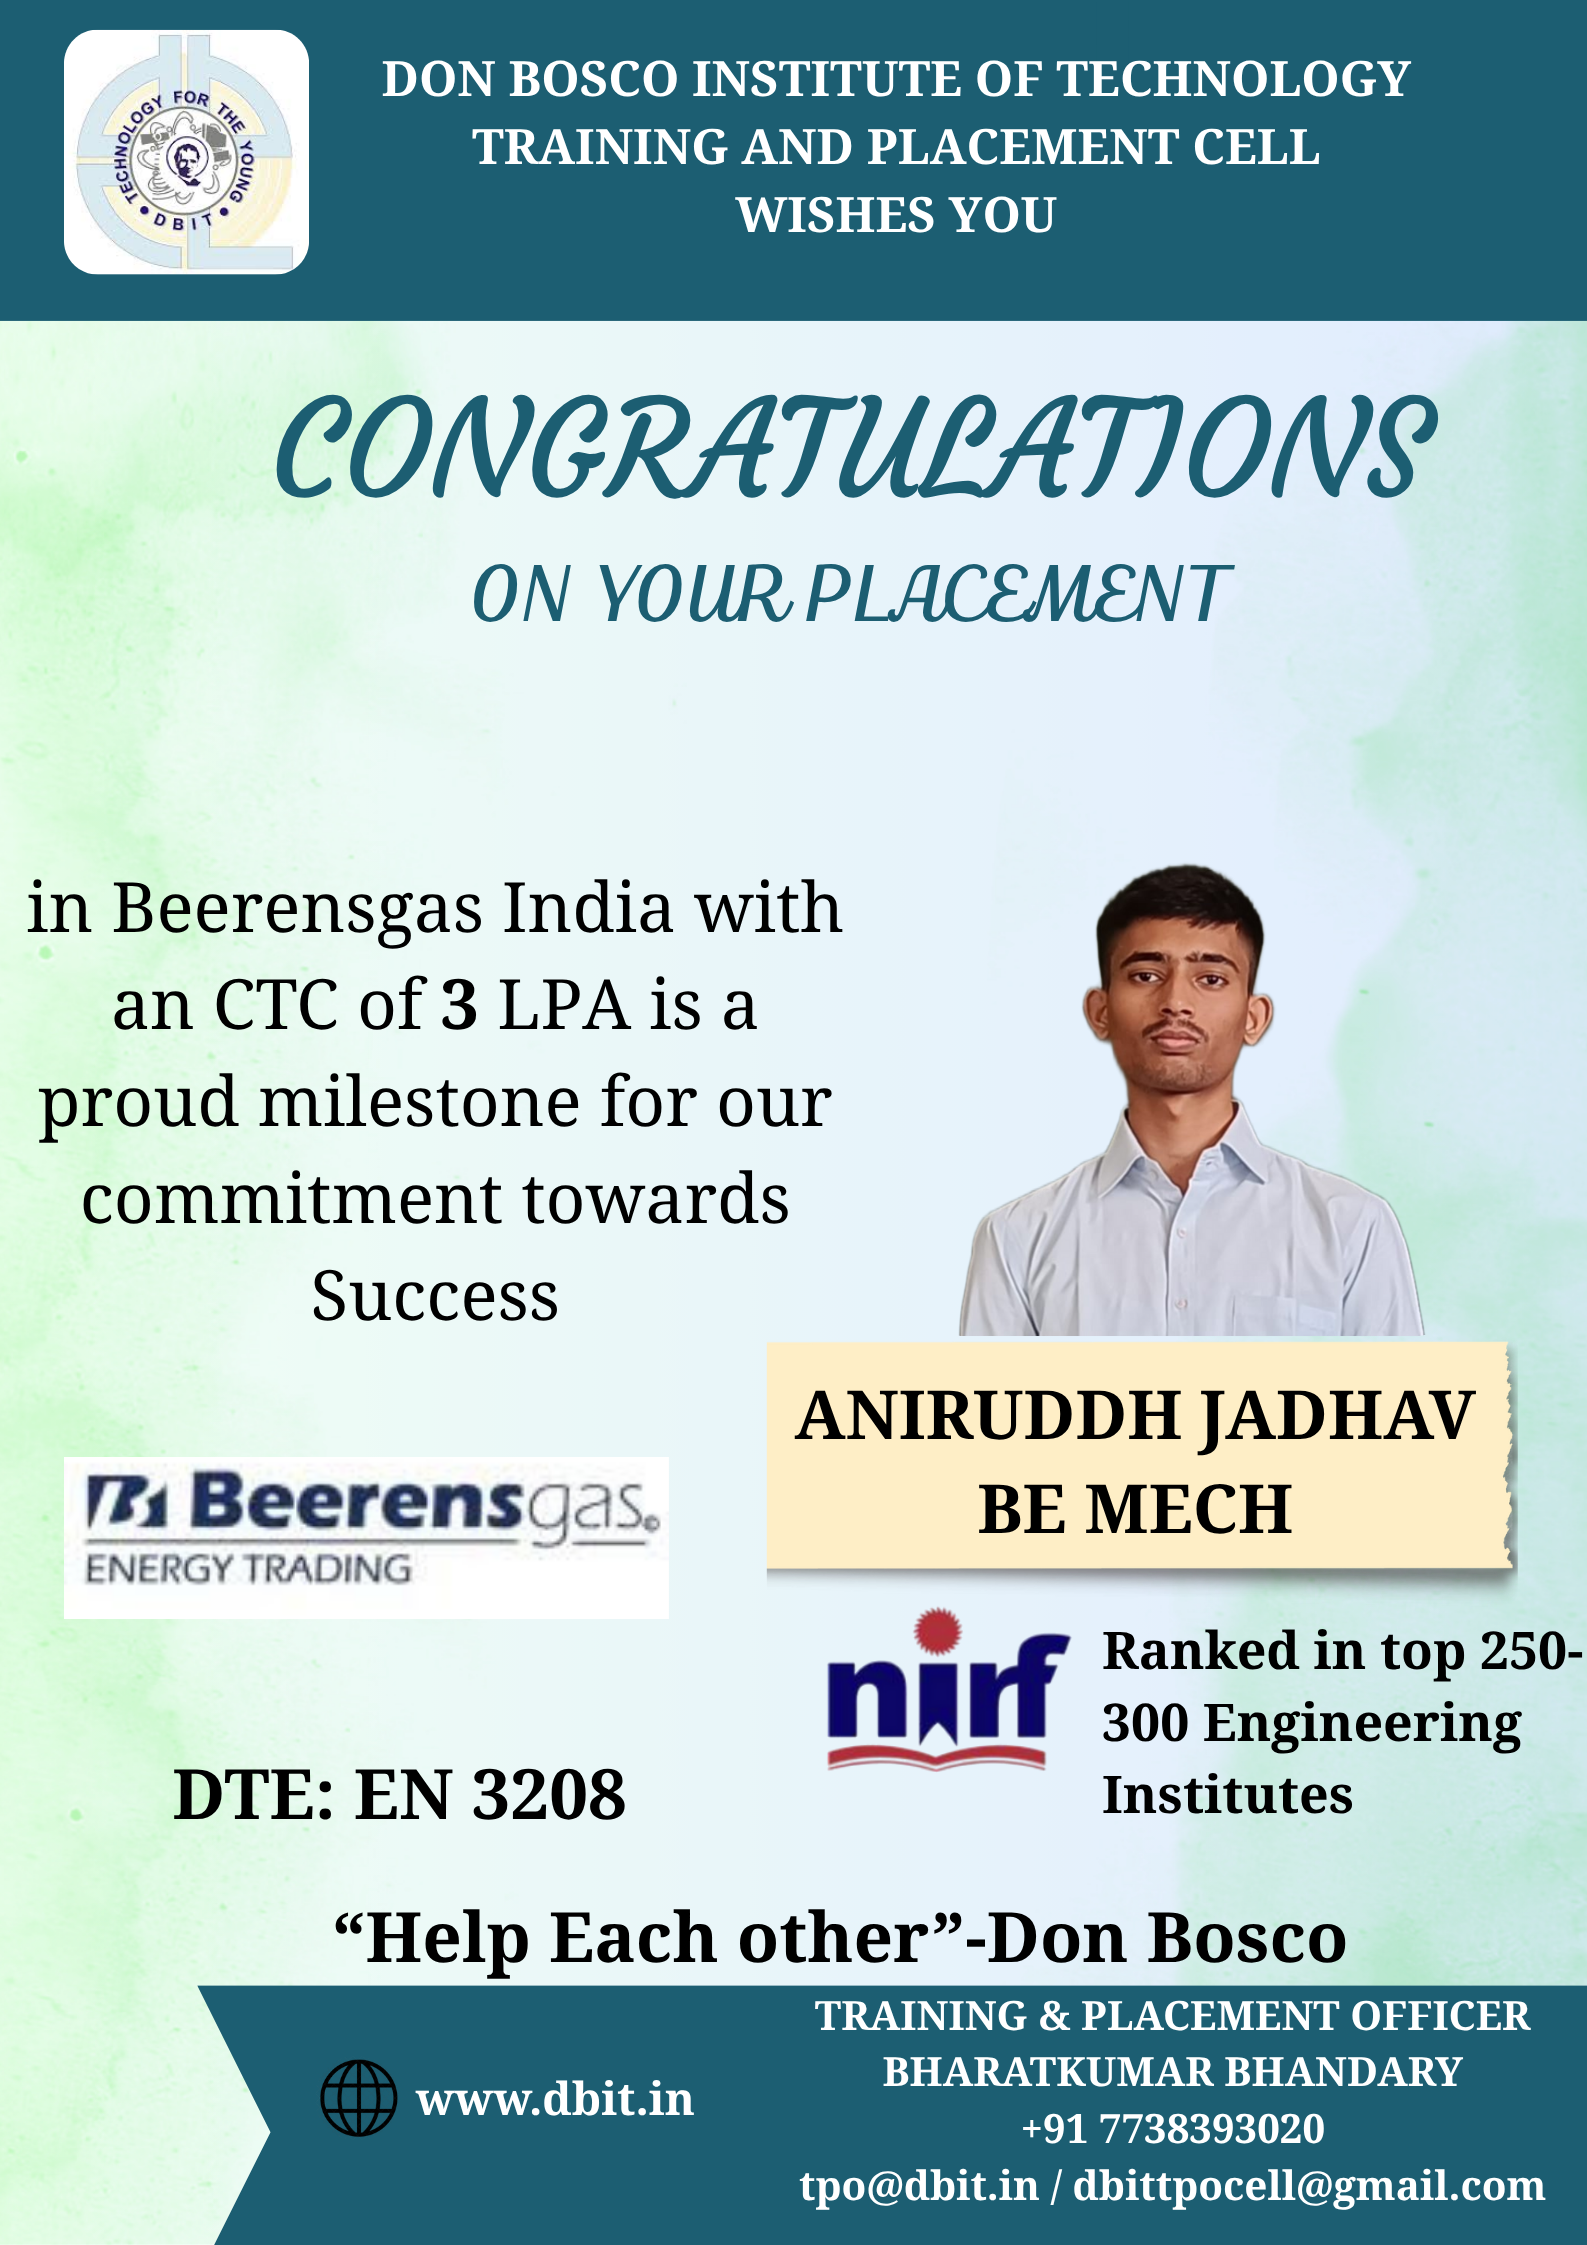 TECHNOLOGY FOR THE YOUNG
• DBIT •
DON BOSCO INSTITUTE OF TECHNOLOGY
TRAINING AND PLACEMENT CELL
WISHES YOU
CONGRATULATIONS
ON YOUR PLACEMENT
in Beerensgas India with
an CTC of 3 LPA is a
proud milestone for our
commitment towards
Success
ANIRUDDH JADHAV
BE MECH
Beerensgas©
ENERGY TRADING
nirf
Ranked in top 250-
300 Engineering
Institutes
DTE: EN 3208
“Help Each other”-Don Bosco
www.dbit.in
TRAINING & PLACEMENT OFFICER
BHARATKUMAR BHANDARY
+91 7738393020
tpo@dbit.in / dbittpocell@gmail.com